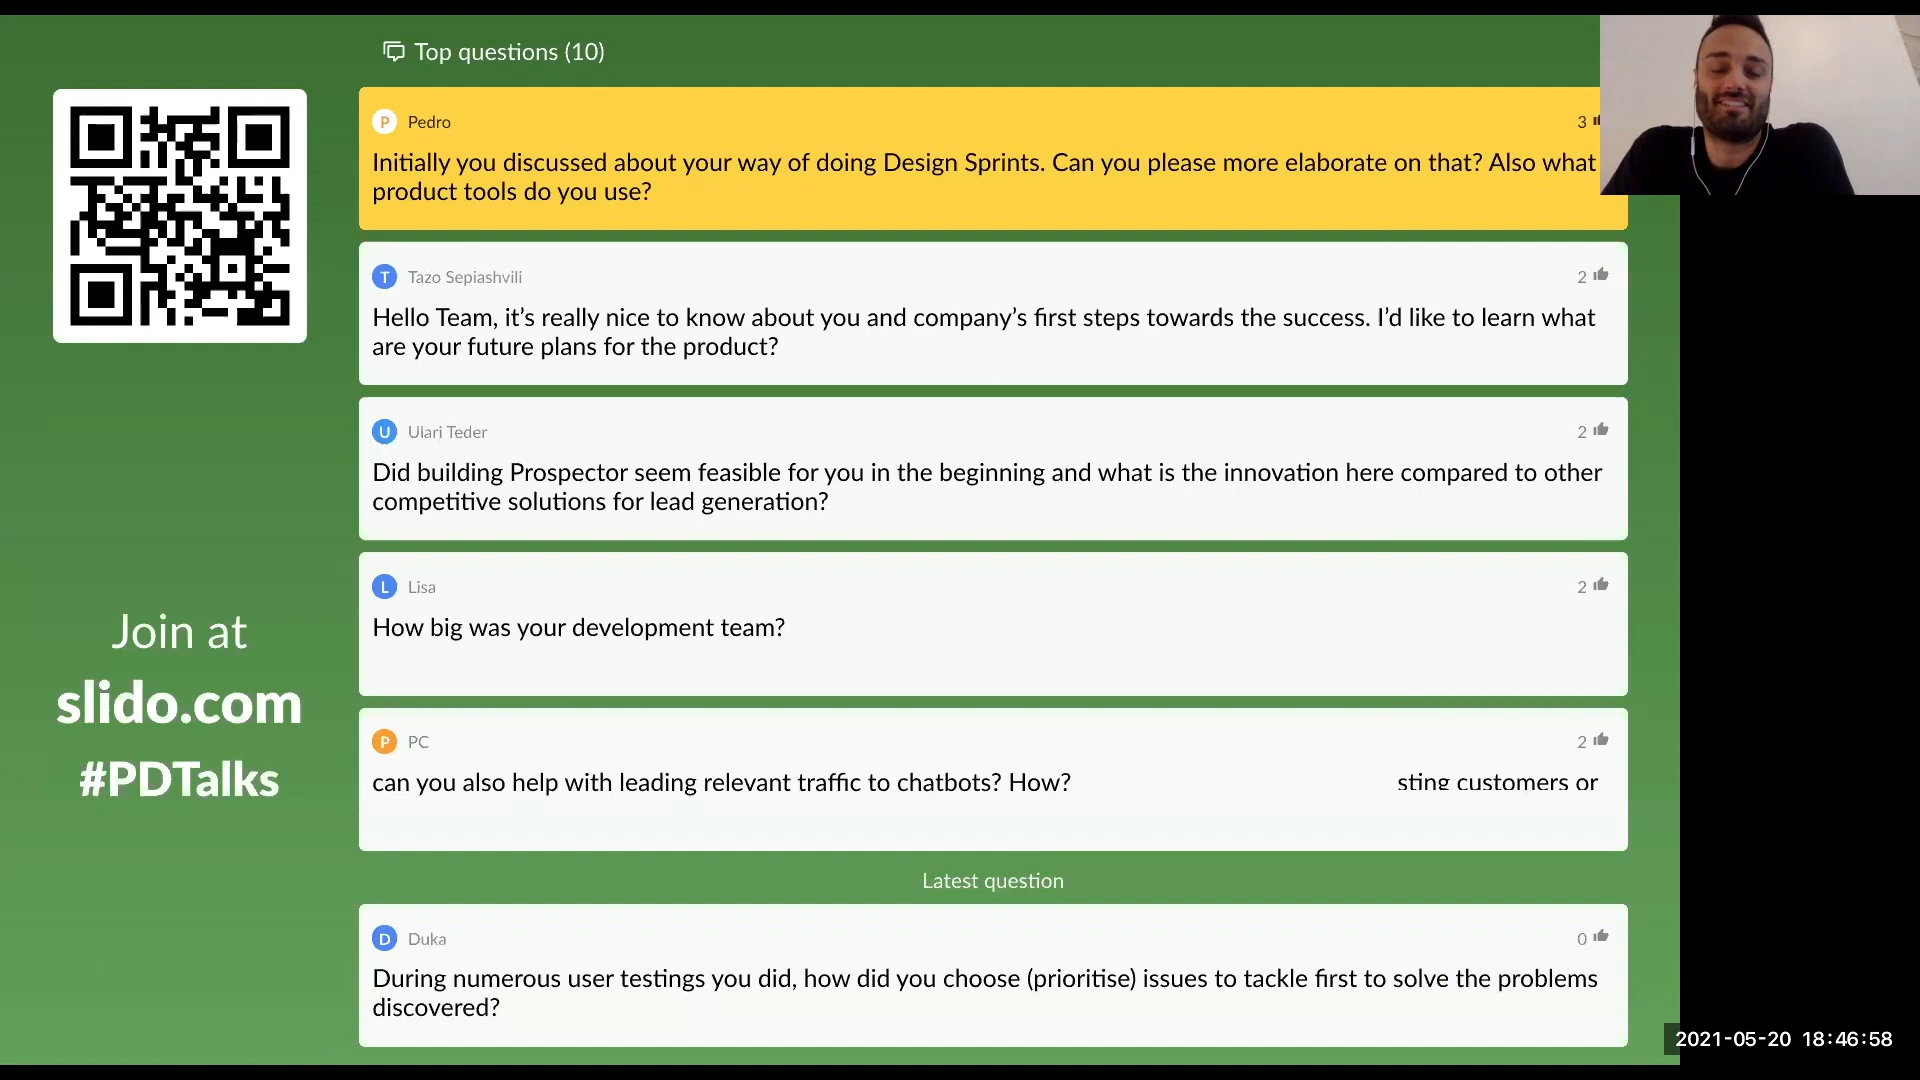 Top questions (10)
P Pedro 3
Initially you discussed about your way of doing Design Sprints. Can you please more elaborate on that? Also what
product tools do you use?
T Tazo Sepiashvili 2
Hello Team, it’s really nice to know about you and company’s first steps towards the success. I’d like to learn what
are your future plans for the product?
U Ulari Teder 2
Did building Prospector seem feasible for you in the beginning and what is the innovation here compared to other
competitive solutions for lead generation?
L Lisa 2
How big was your development team?
P PC 2
can you also help with leading relevant traffic to chatbots? How? sting customers or
Latest question
D Duka 0
During numerous user testings you did, how did you choose (prioritise) issues to tackle first to solve the problems
discovered?
Join at
slido.com
#PDTalks
2021-05-20 18:46:58